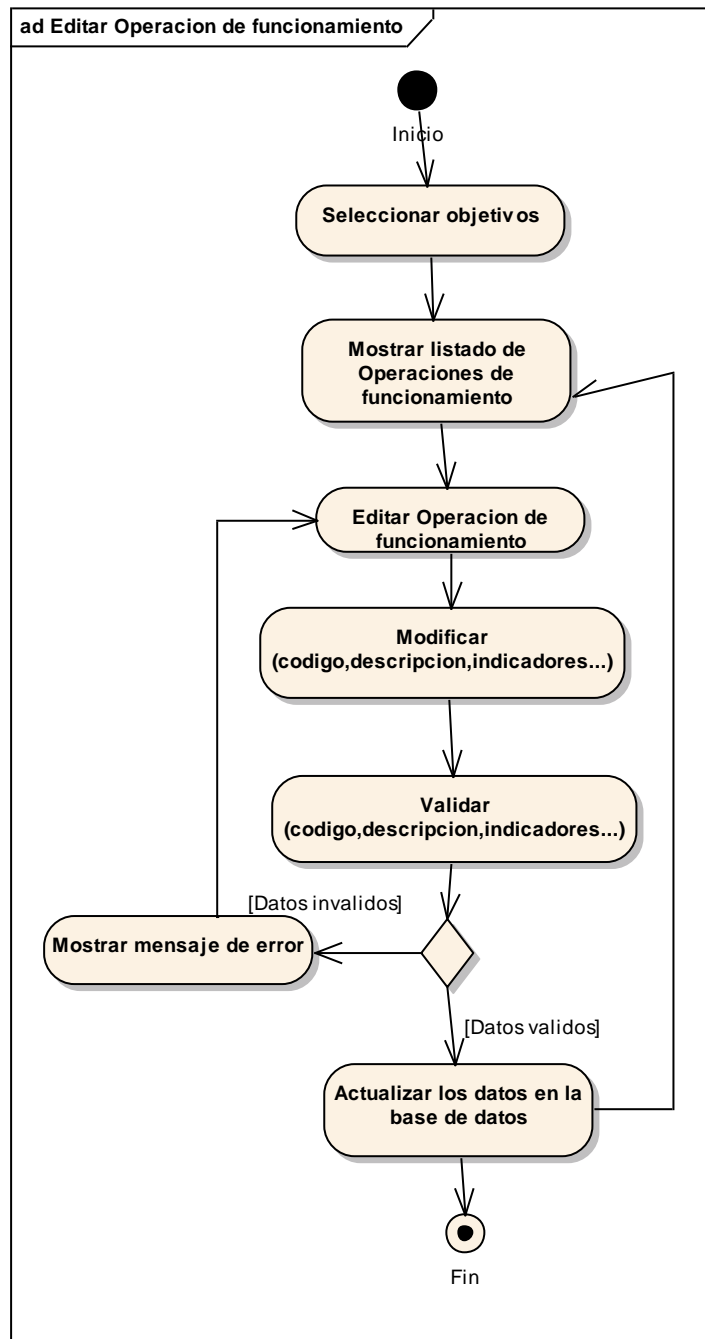 ad Editar Operacion de funcionamiento
Inicio
Seleccionar objetivos
Mostrar listado de
Operaciones de
funcionamiento
Editar Operacion de
funcionamiento
Modificar
(codigo,descripcion,indicadores...)
Validar
(codigo,descripcion,indicadores...)
[Datos invalidos]
Mostrar mensaje de error
[Datos validos]
Actualizar los datos en la
base de datos
Fin